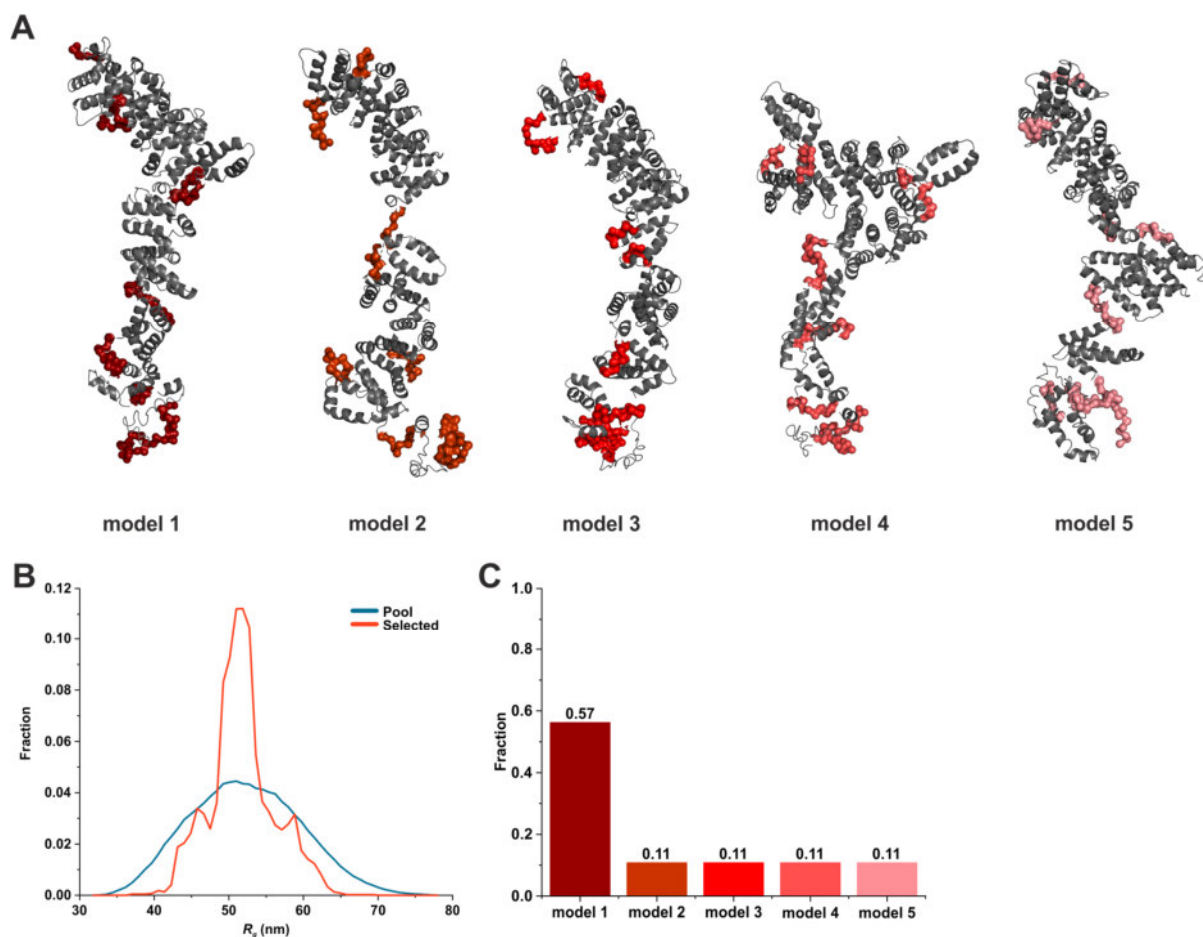 A
model 1
model 2
model 3
model 4
model 5
B
0.12
0.10
0.08
0.06
0.04
0.02
0.00
Fraction
30
40
50
60
70
80
Rg (nm)
Pool
Selected
C
1.0
0.8
0.6
0.4
0.2
0.0
Fraction
0.57
0.11
0.11
0.11
0.11
model 1
model 2
model 3
model 4
model 5